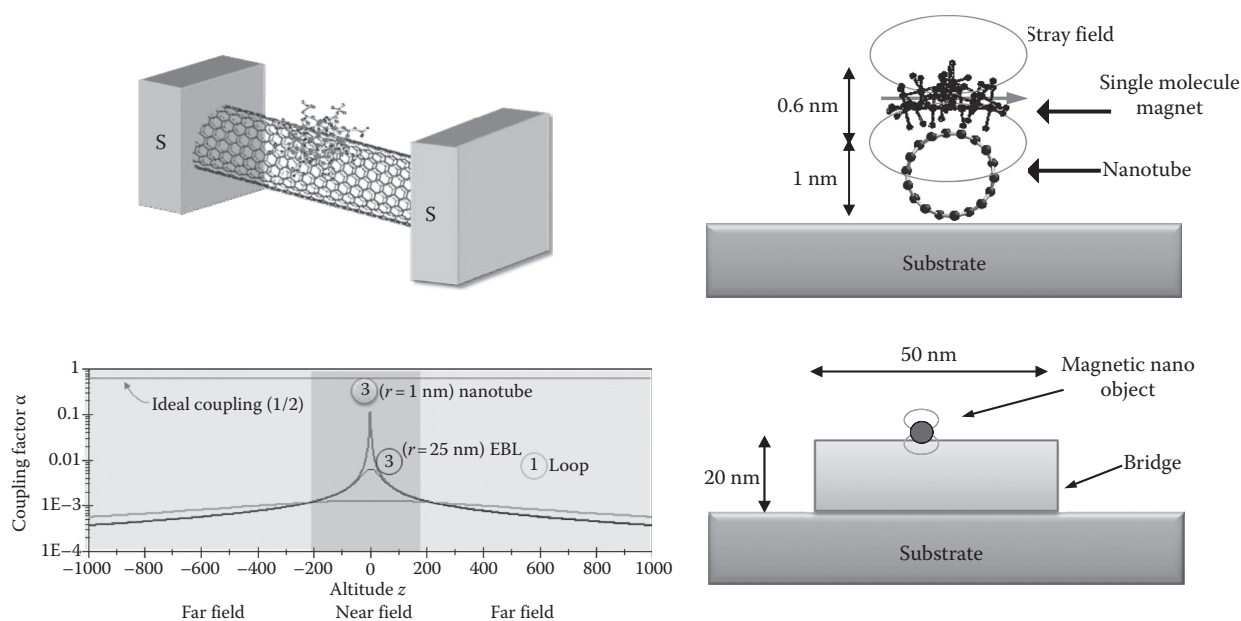 S
S
Stray field
Single molecule
magnet
0.6 nm
Nanotube
1 nm
Substrate
1
0.1
0.01
1E−3
1E−4
Coupling factor α
Ideal coupling (1/2)
3 (r = 1 nm) nanotube
3 (r = 25 nm) EBL
1 Loop
−1000 −800 −600 −400 −200 0 200 400 600 800 1000
Altitude z
Far field Near field Far field
50 nm
Magnetic nano
object
20 nm
Bridge
Substrate